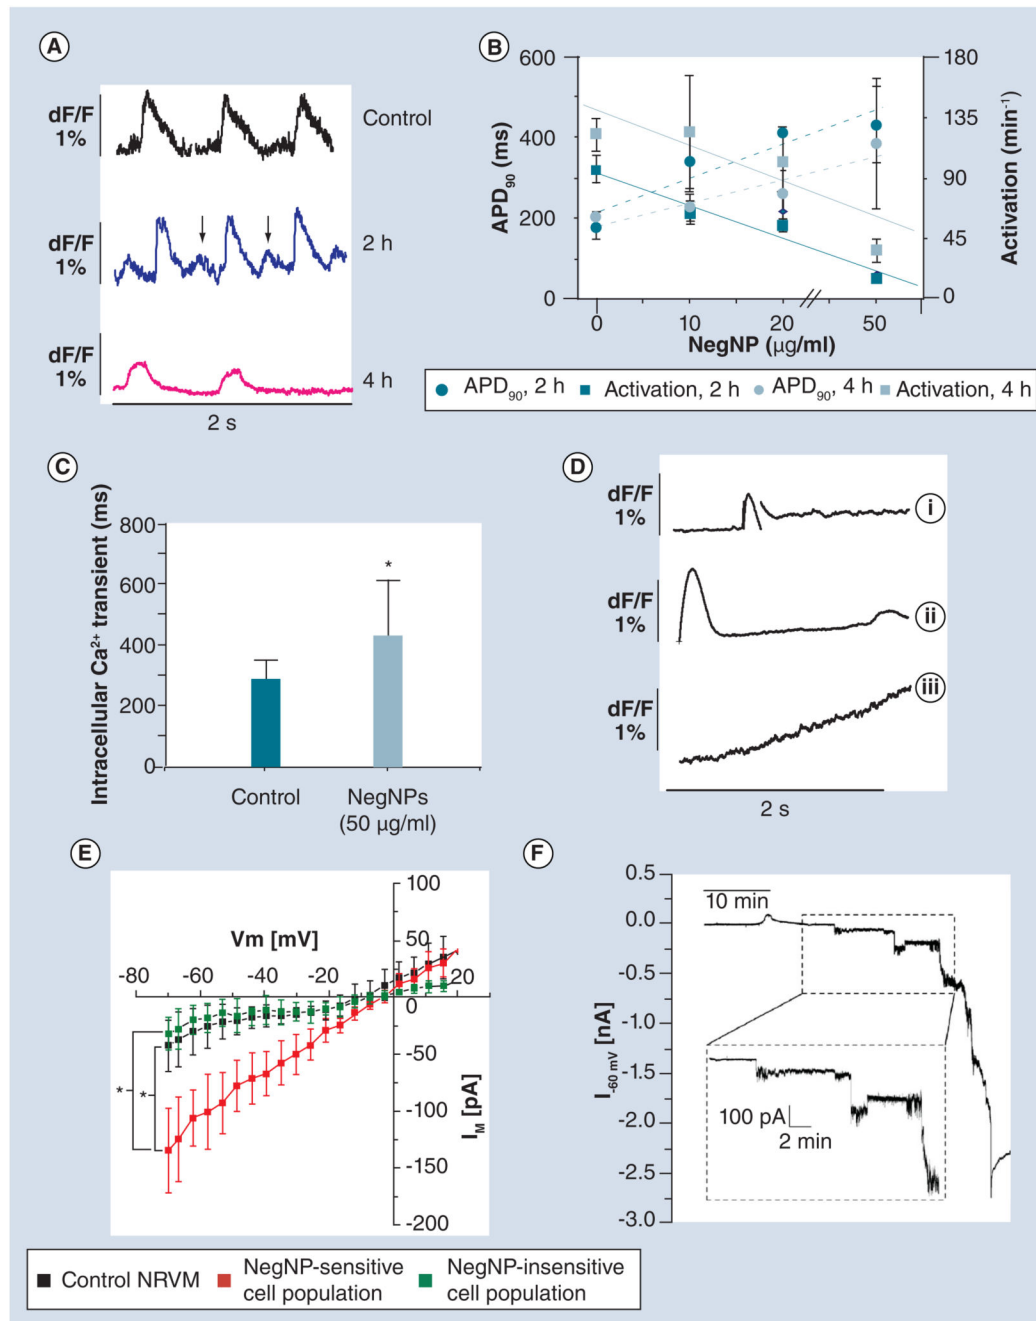 A
dF/F
1%
Control
dF/F
1%
2 h
dF/F
1%
4 h
2 s
B
600
400
200
0
APD90
(ms)
180
135
90
45
0
Activation (min-1)
0
10
20
50
NegNP (μg/ml)
APD90, 2 h
Activation, 2 h
APD90, 4 h
Activation, 4 h
C
Intracellular Ca2+ transient (ms)
800
600
400
200
0
*
Control
NegNPs
(50 μg/ml)
D
dF/F
1%
i
dF/F
1%
ii
dF/F
1%
iii
2 s
E
Vm [mV]
-80
-60
-40
-20
0
20
100
50
-50
-100
-150
-200
IM [pA]
*
*
Control NRVM
NegNP-sensitive
cell population
NegNP-insensitive
cell population
F
0.5
0.0
-0.5
-1.0
-1.5
-2.0
-2.5
-3.0
I-60 mV [nA]
10 min
100 pA
2 min